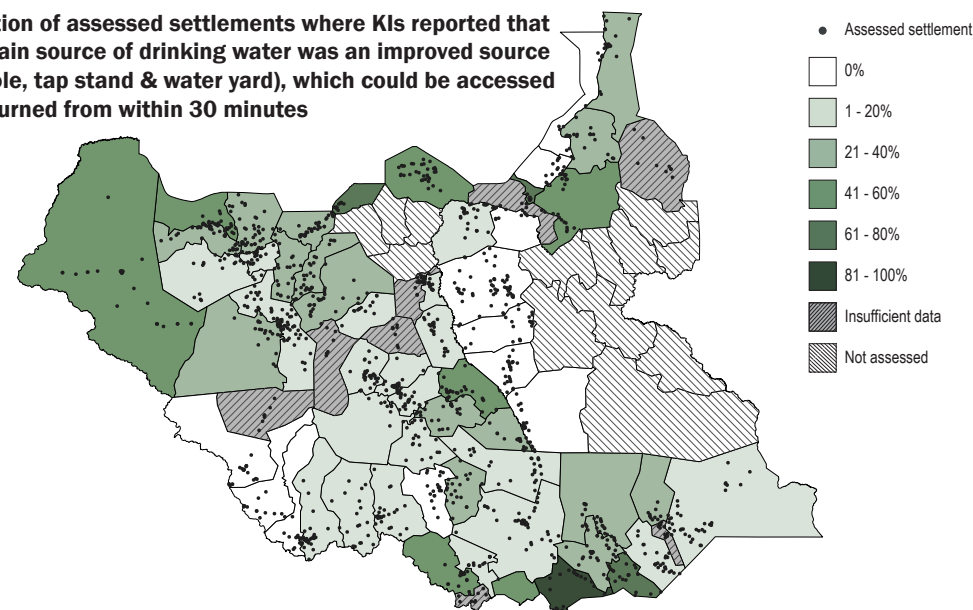 tion of assessed settlements where KIs reported that
ain source of drinking water was an improved source
ole, tap stand & water yard), which could be accessed
urned from within 30 minutes
Assessed settlement
0%
1 - 20%
21 - 40%
41 - 60%
61 - 80%
81 - 100%
Insufficient data
Not assessed